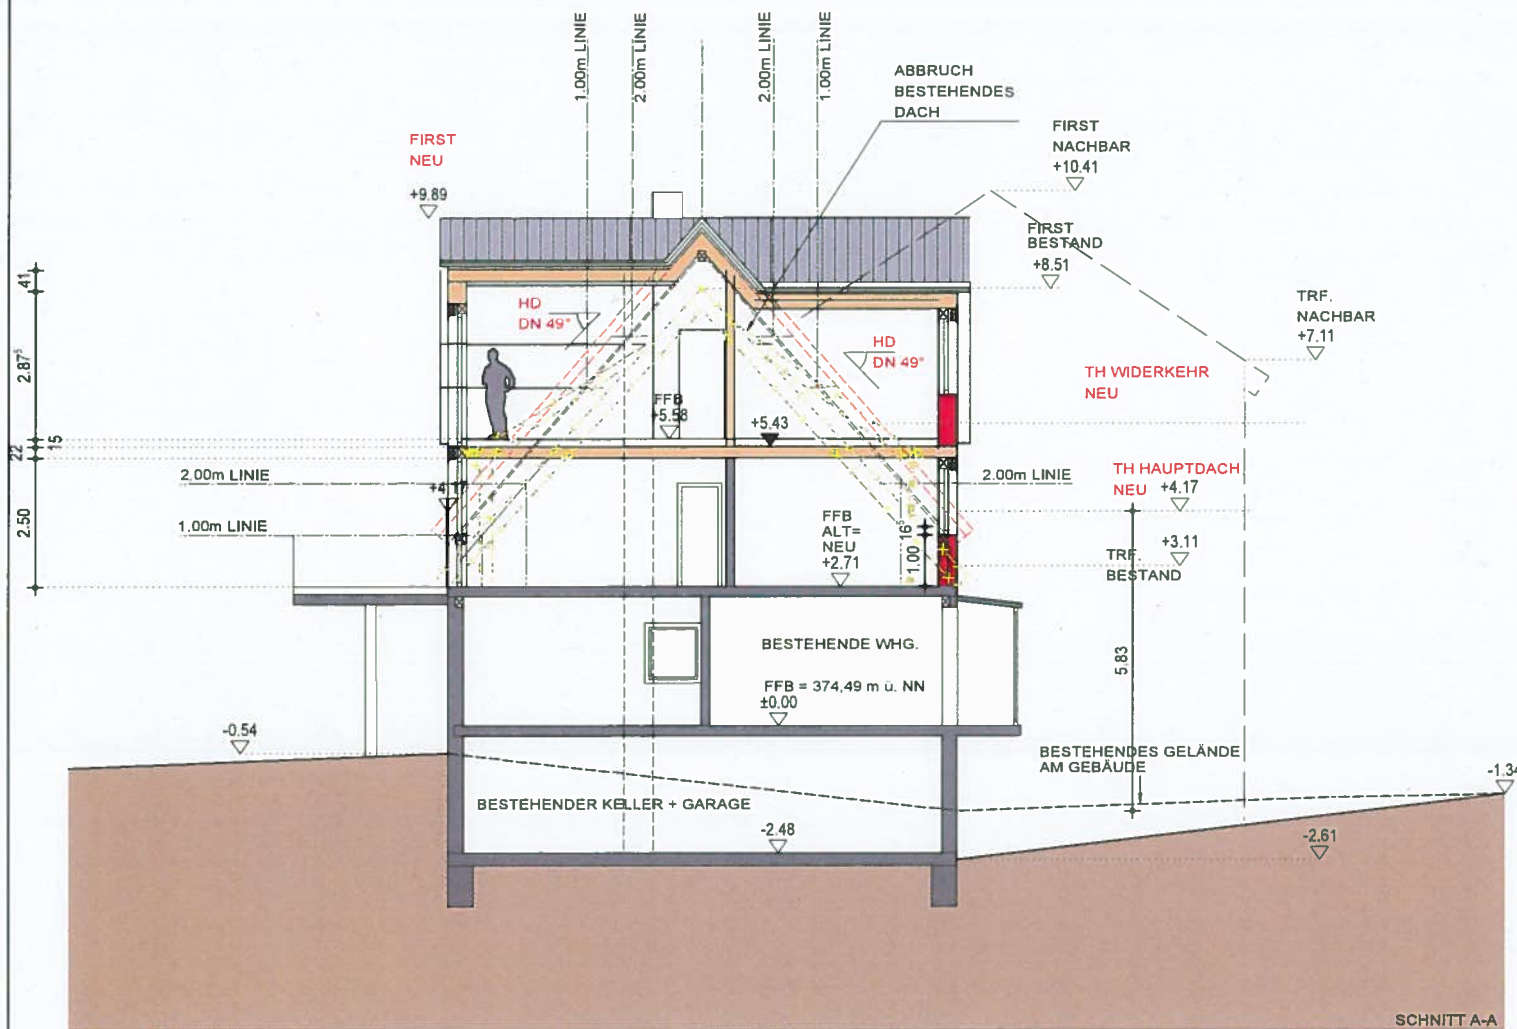 1.00m LINIE
2.00m LINIE
2.00m LINIE
1.00m LINIE
ABBRUCH
BESTEHENDES
DACH
FIRST
NACHBAR
+10.41
FIRST
NEU
+9.89
FIRST
BESTAND
+8.51
TRF.
NACHBAR
+7.11
41
HD
DN 49°
HD
DN 49°
2.87⁵
TH WIDERKEHR
NEU
FFB
+5.58
+5.43
22
15
2.00m LINIE
+4.17
2.00m LINIE
TH HAUPTDACH
NEU
+4.17
2.50
1.00m LINIE
FFB
ALT=
NEU
+2.71
1.00
16⁵
+3.11
TRF.
BESTAND
5.83
BESTEHENDE WHG.
FFB = 374,49 m ü. NN
±0.00
-0.54
BESTEHENDES GELÄNDE
AM GEBÄUDE
-1.34
BESTEHENDER KELLER + GARAGE
-2.48
-2.61
SCHNITT A-A